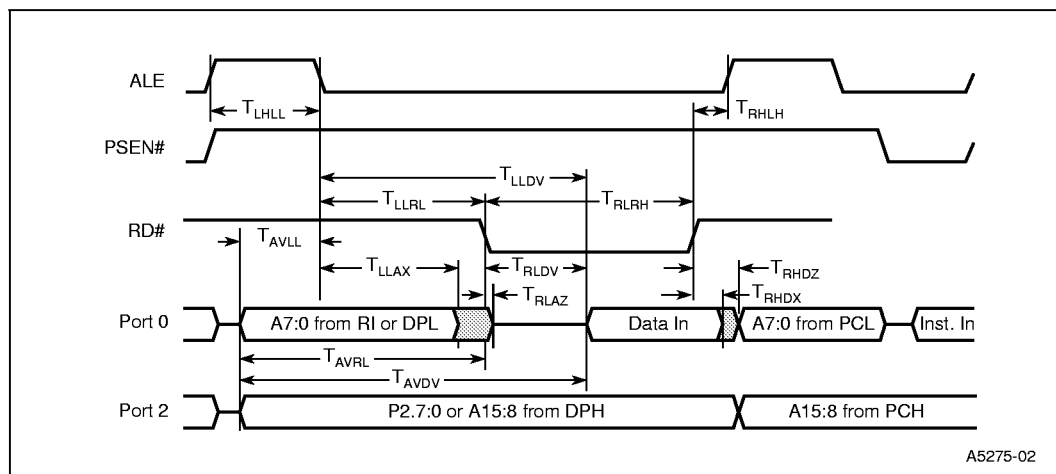 ALE
T_LHLL
T_RHLH
PSEN#
T_LLDV
T_LLRL
T_RLRH
RD#
T_AVLL
T_LLAX
T_RLDV
T_RHDZ
T_RLAZ
T_RHDX
Port 0
A7:0 from RI or DPL
Data In
A7:0 from PCL
Inst. In
T_AVRL
T_AVDV
Port 2
P2.7:0 or A15:8 from DPH
A15:8 from PCH
A5275-02